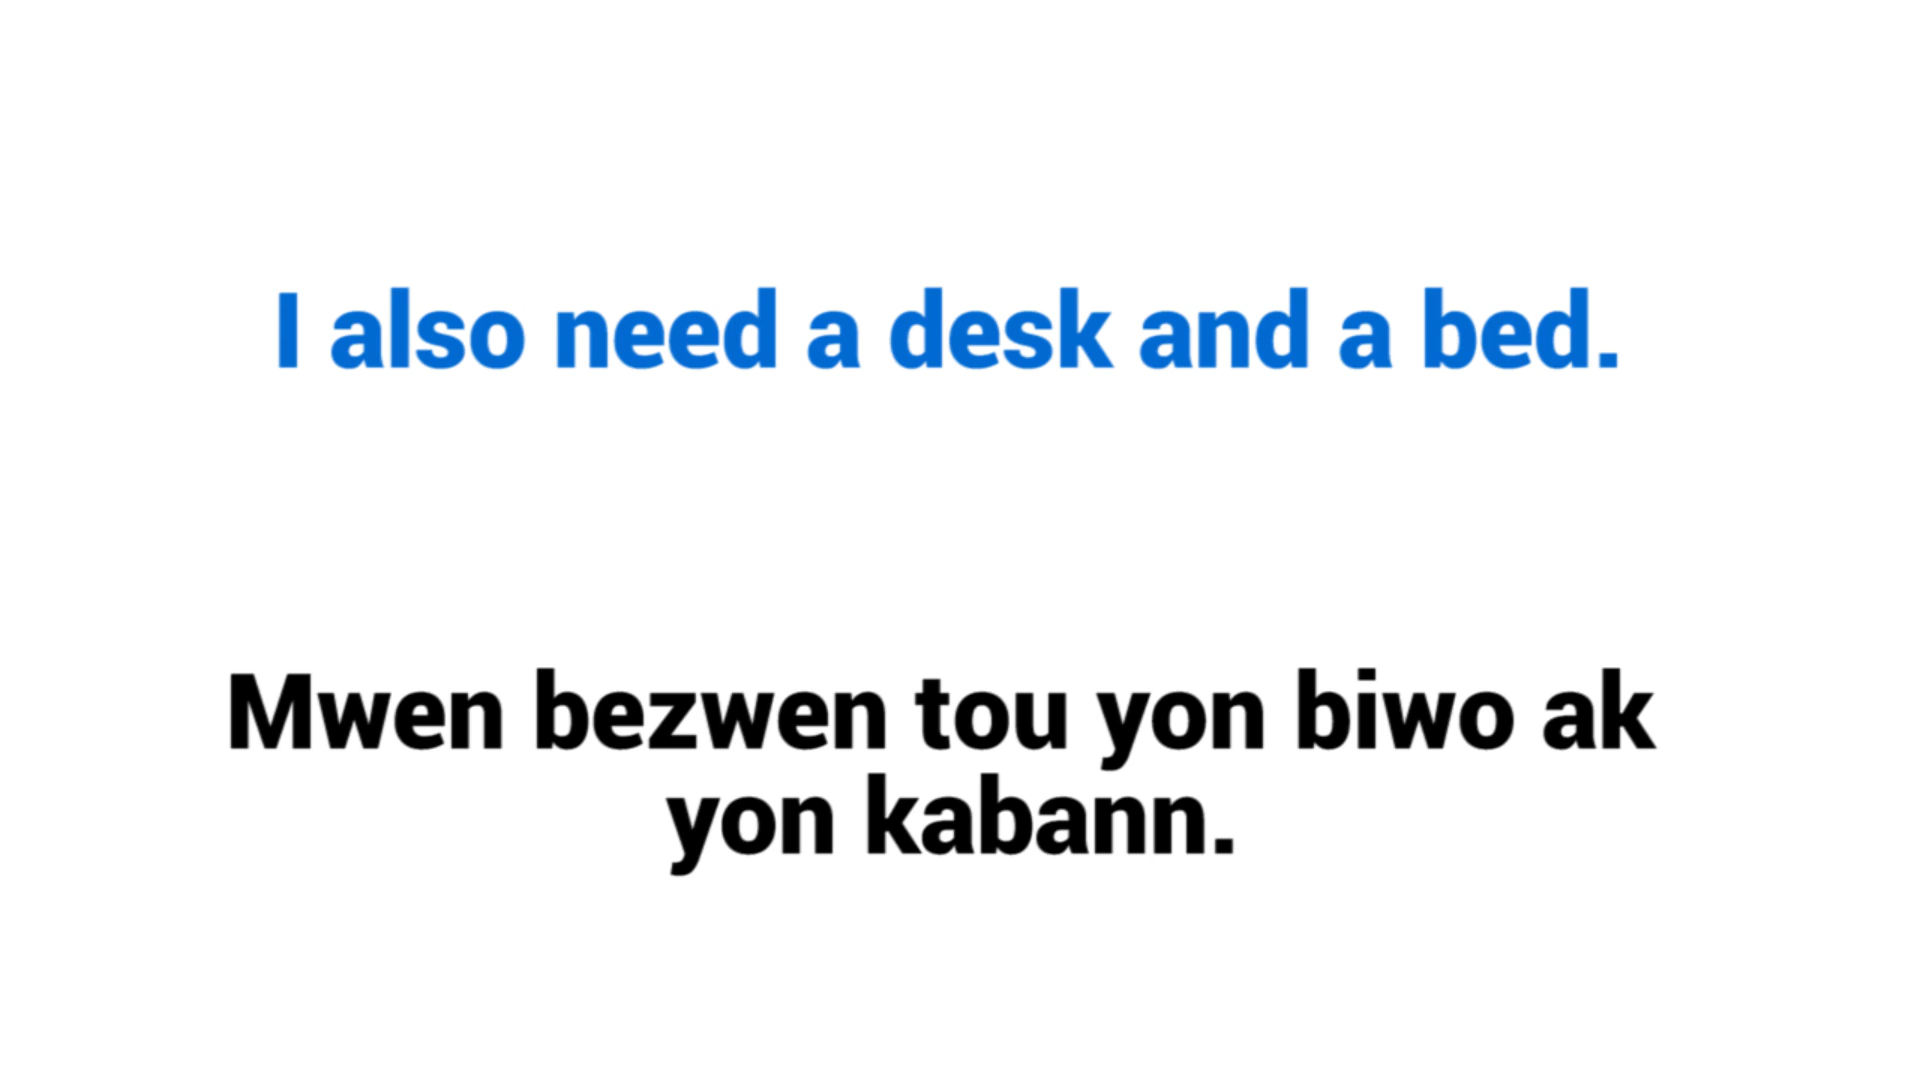 I also need a desk and a bed.
Mwen bezwen tou yon biwo ak
yon kabann.